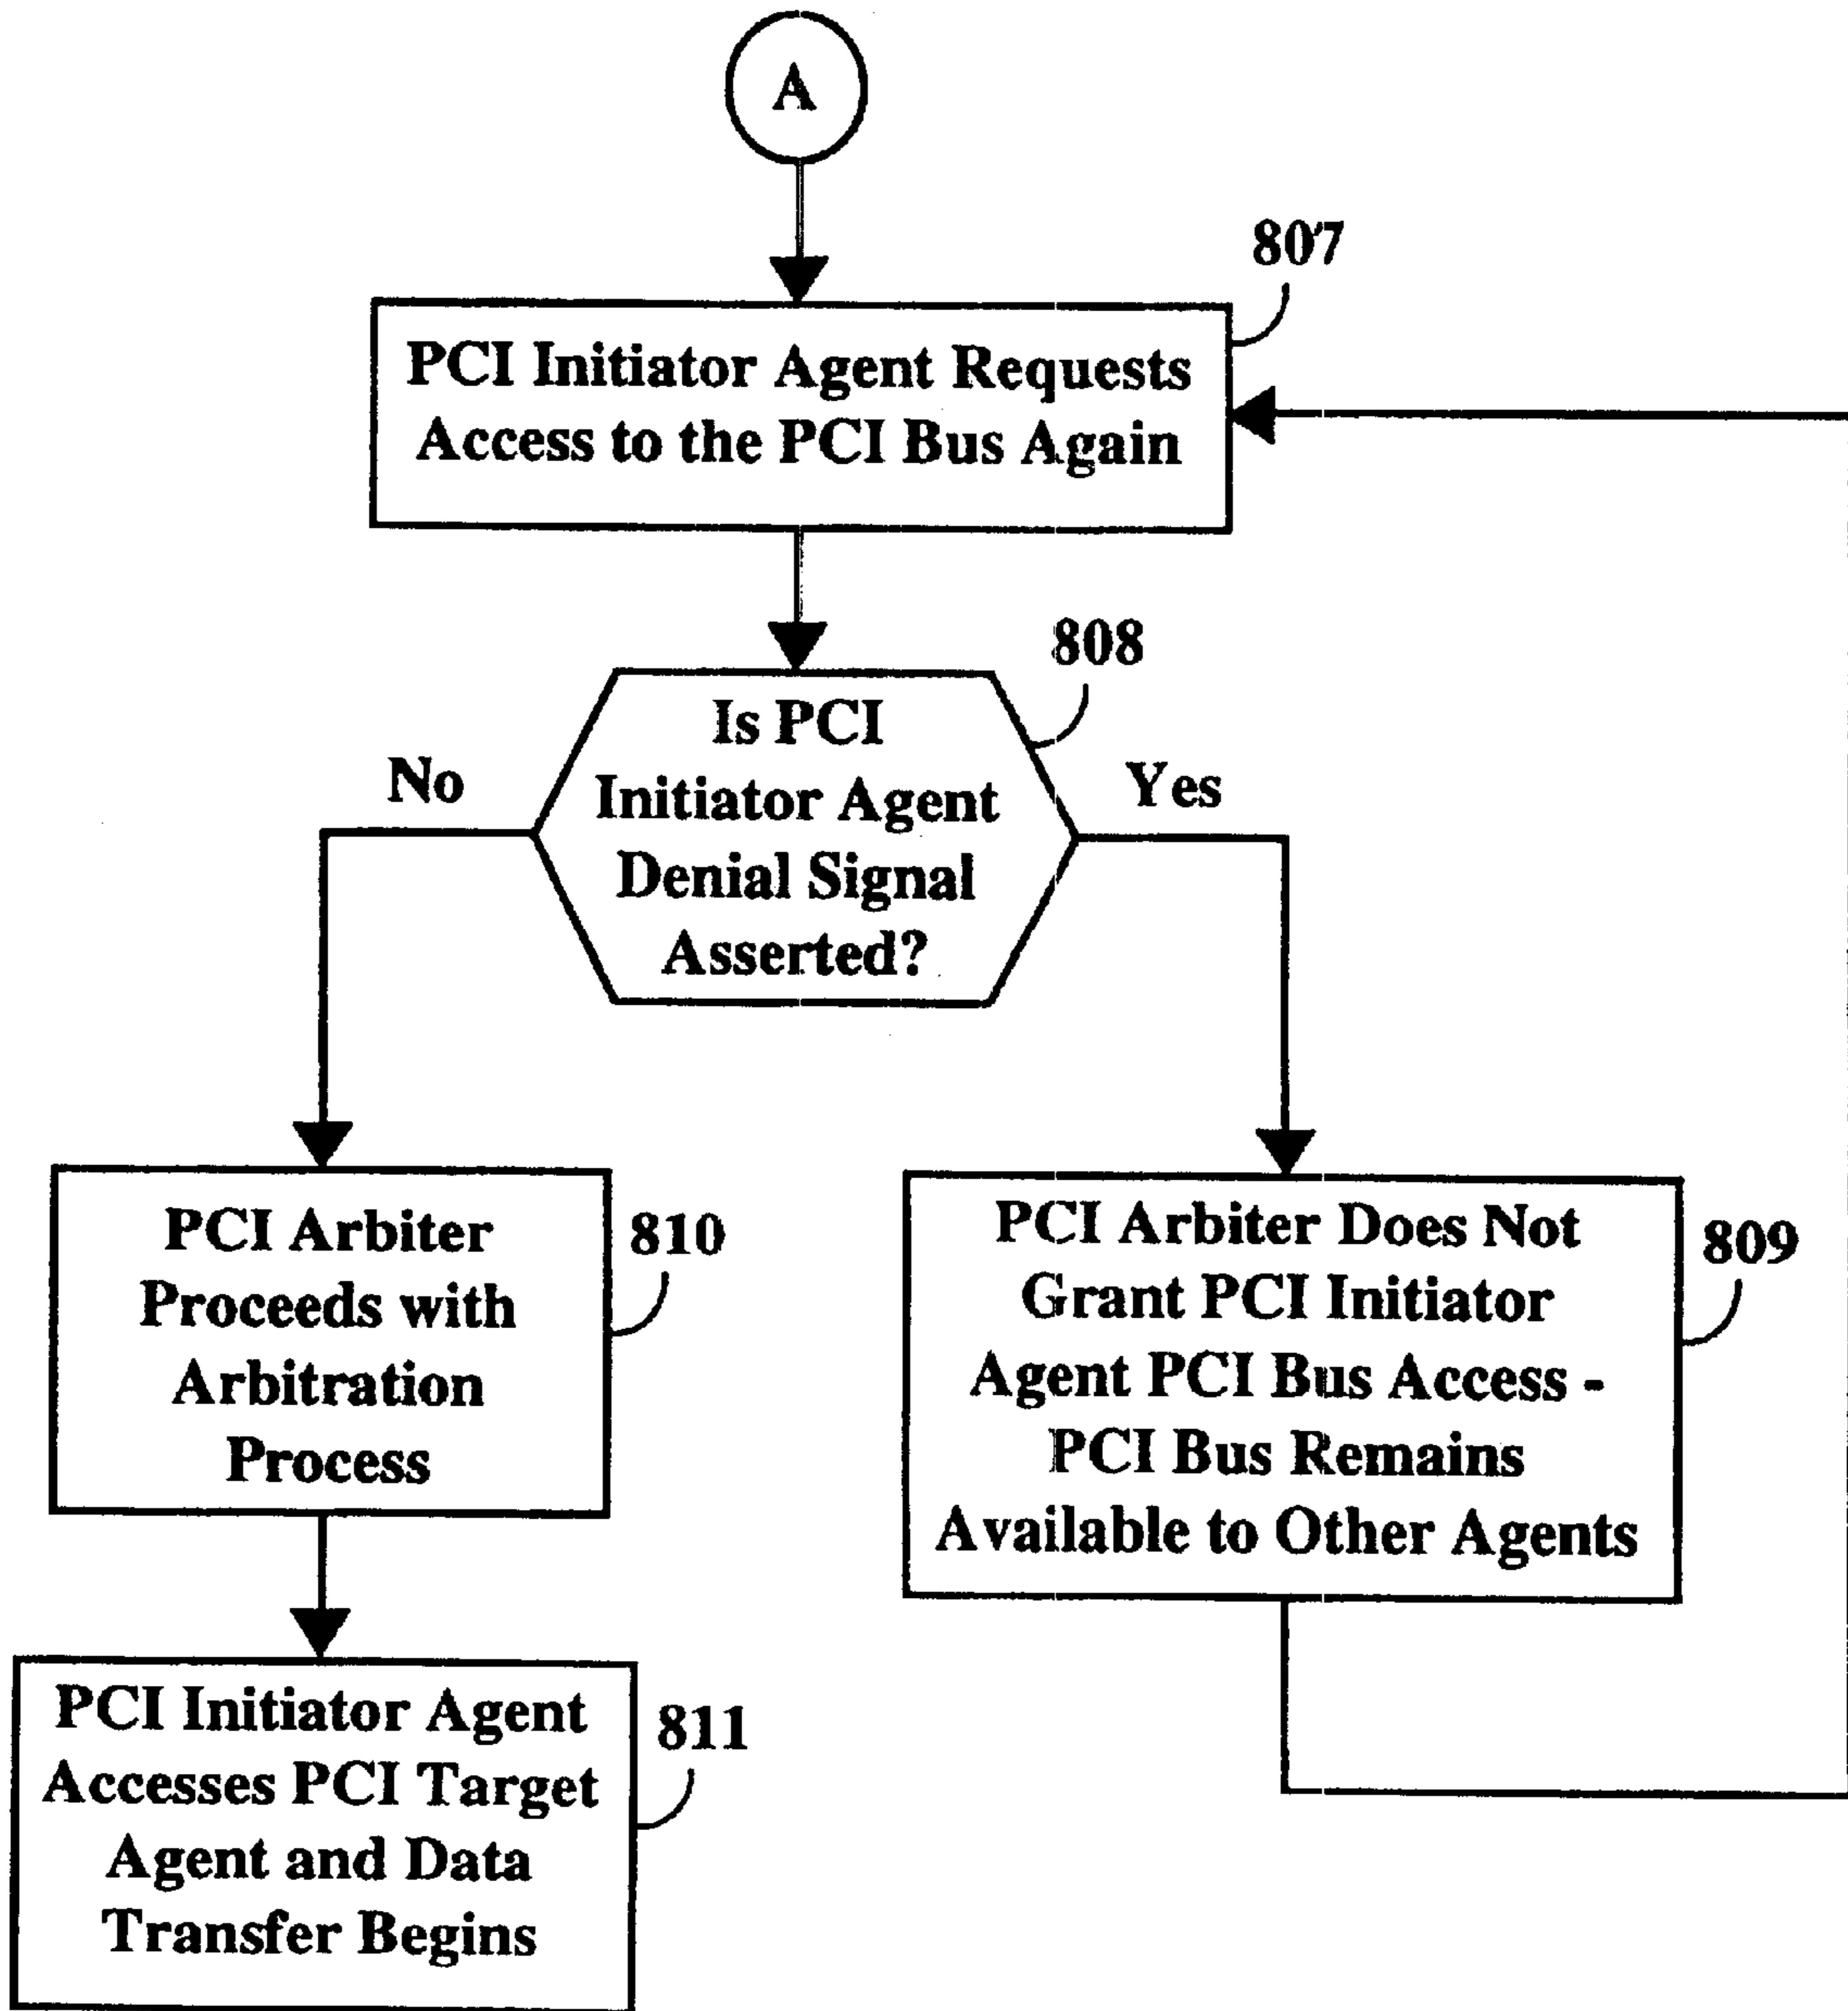 A
807
PCI Initiator Agent Requests
Access to the PCI Bus Again
808
Is PCI
Initiator Agent
Denial Signal
Asserted?
No
Yes
PCI Arbiter
Proceeds with
Arbitration
Process
810
PCI Arbiter Does Not
Grant PCI Initiator
Agent PCI Bus Access -
PCI Bus Remains
Available to Other Agents
809
PCI Initiator Agent
Accesses PCI Target
Agent and Data
Transfer Begins
811